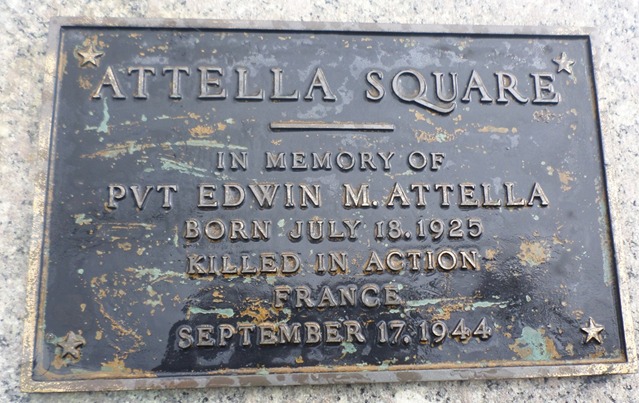 ATTELLA SQUARE
IN MEMORY OF
PVT EDWIN M. ATTELLA
BORN JULY 18. 1925
KILLED IN ACTION
FRANCE
SEPTEMBER 17. 1944